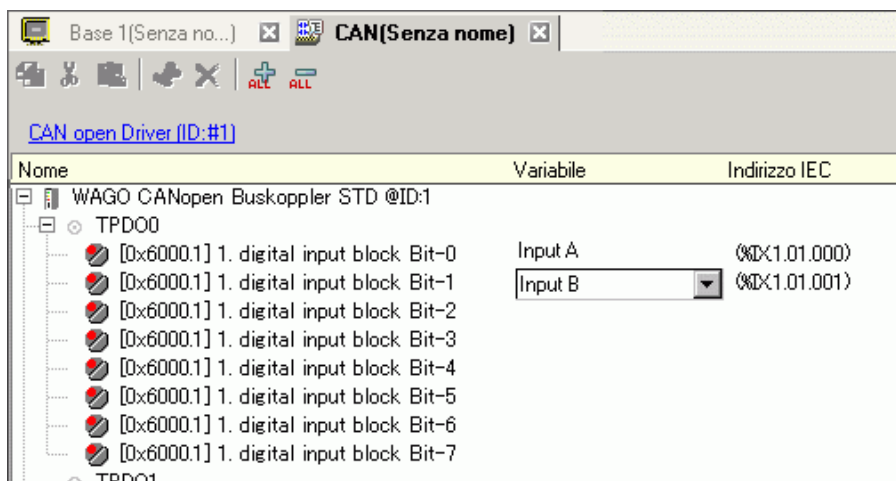 Base 1(Senza no...) CAN(Senza nome)
ALL ALL
CAN open Driver (ID:#1)
Nome Variabile Indirizzo IEC
WAGO CANopen Buskoppler STD @ID:1
TPDO0
[0x6000.1] 1. digital input block Bit-0 Input A (%IX1.01.000)
[0x6000.1] 1. digital input block Bit-1 Input B (%IX1.01.001)
[0x6000.1] 1. digital input block Bit-2
[0x6000.1] 1. digital input block Bit-3
[0x6000.1] 1. digital input block Bit-4
[0x6000.1] 1. digital input block Bit-5
[0x6000.1] 1. digital input block Bit-6
[0x6000.1] 1. digital input block Bit-7
TPDO1